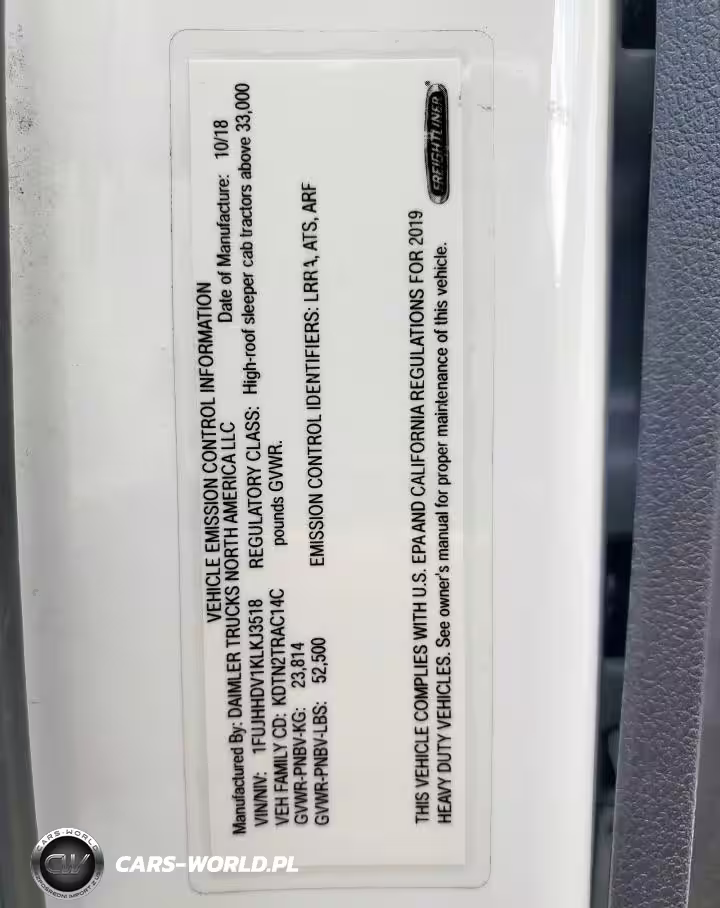 VEHICLE EMISSION CONTROL INFORMATION
Manufactured By: DAIMLER TRUCKS NORTH AMERICA LLC Date of Manufacture: 10/18
VIN/NIV: 1FUJHHDV1KLKJ3518 REGULATORY CLASS: High-roof sleeper cab tractors above 33,000
VEH FAMILY CD: KDTN2TRAC14C pounds GVWR.
GVWR-PNBV-KG: 23,814
GVWR-PNBV-LBS: 52,500 EMISSION CONTROL IDENTIFIERS: LRRA, ATS, ARF
THIS VEHICLE COMPLIES WITH U.S. EPA AND CALIFORNIA REGULATIONS FOR 2019
HEAVY DUTY VEHICLES. See owner's manual for proper maintenance of this vehicle.
FREIGHTLINER
CARS-WORLD
CW
CARS-WORLD.PL